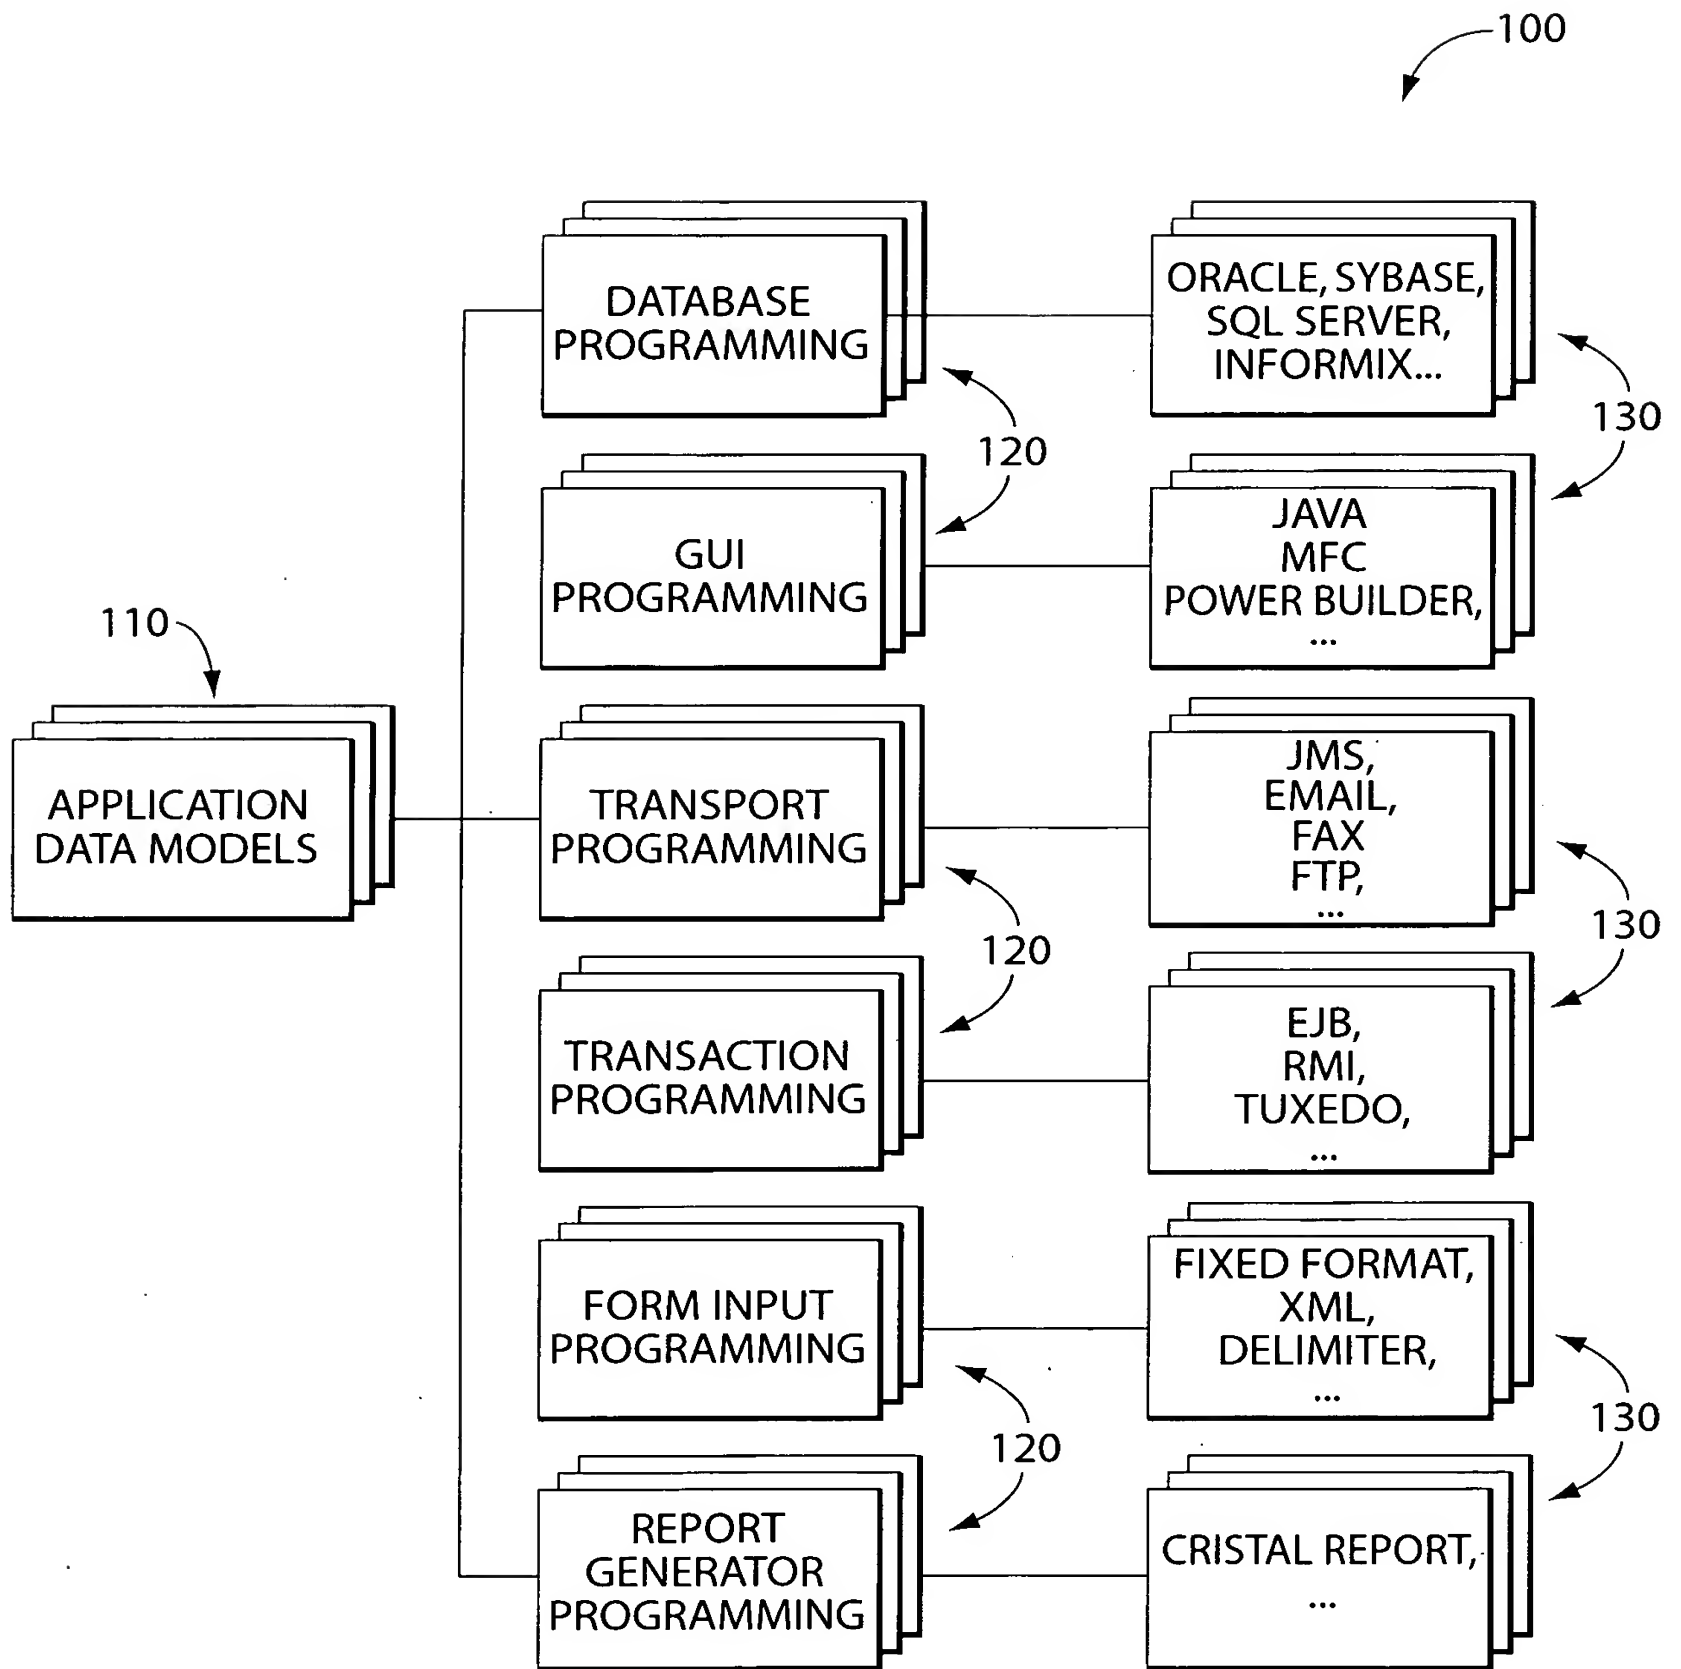 100
DATABASE
PROGRAMMING
ORACLE, SYBASE,
SQL SERVER,
INFORMIX...
120
130
GUI
PROGRAMMING
JAVA
MFC
POWER BUILDER,
...
110
APPLICATION
DATA MODELS
TRANSPORT
PROGRAMMING
JMS,
EMAIL,
FAX
FTP,
...
120
130
TRANSACTION
PROGRAMMING
EJB,
RMI,
TUXEDO,
...
FORM INPUT
PROGRAMMING
FIXED FORMAT,
XML,
DELIMITER,
...
120
130
REPORT
GENERATOR
PROGRAMMING
CRISTAL REPORT,
...